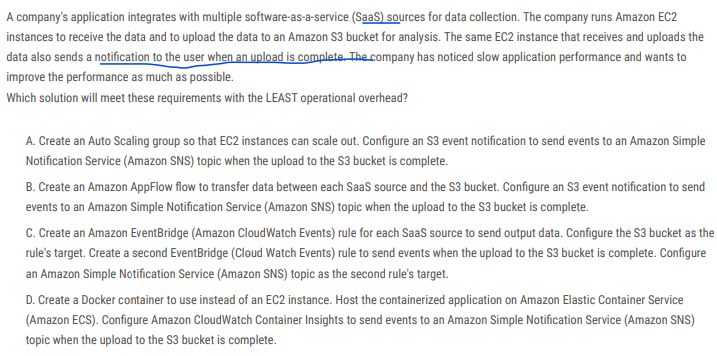 A company's application integrates with multiple software-as-a-service (SaaS) sources for data collection. The company runs Amazon EC2
instances to receive the data and to upload the data to an Amazon S3 bucket for analysis. The same EC2 instance that receives and uploads the
data also sends a notification to the user when an upload is complete. The company has noticed slow application performance and wants to
improve the performance as much as possible.
Which solution will meet these requirements with the LEAST operational overhead?
A. Create an Auto Scaling group so that EC2 instances can scale out. Configure an S3 event notification to send events to an Amazon Simple
Notification Service (Amazon SNS) topic when the upload to the S3 bucket is complete.
B. Create an Amazon AppFlow flow to transfer data between each SaaS source and the S3 bucket. Configure an S3 event notification to send
events to an Amazon Simple Notification Service (Amazon SNS) topic when the upload to the S3 bucket is complete.
C. Create an Amazon EventBridge (Amazon CloudWatch Events) rule for each SaaS source to send output data. Configure the S3 bucket as the
rule's target. Create a second EventBridge (Cloud Watch Events) rule to send events when the upload to the S3 bucket is complete. Configure
an Amazon Simple Notification Service (Amazon SNS) topic as the second rule's target.
D. Create a Docker container to use instead of an EC2 instance. Host the containerized application on Amazon Elastic Container Service
(Amazon ECS). Configure Amazon CloudWatch Container Insights to send events to an Amazon Simple Notification Service (Amazon SNS)
topic when the upload to the S3 bucket is complete.